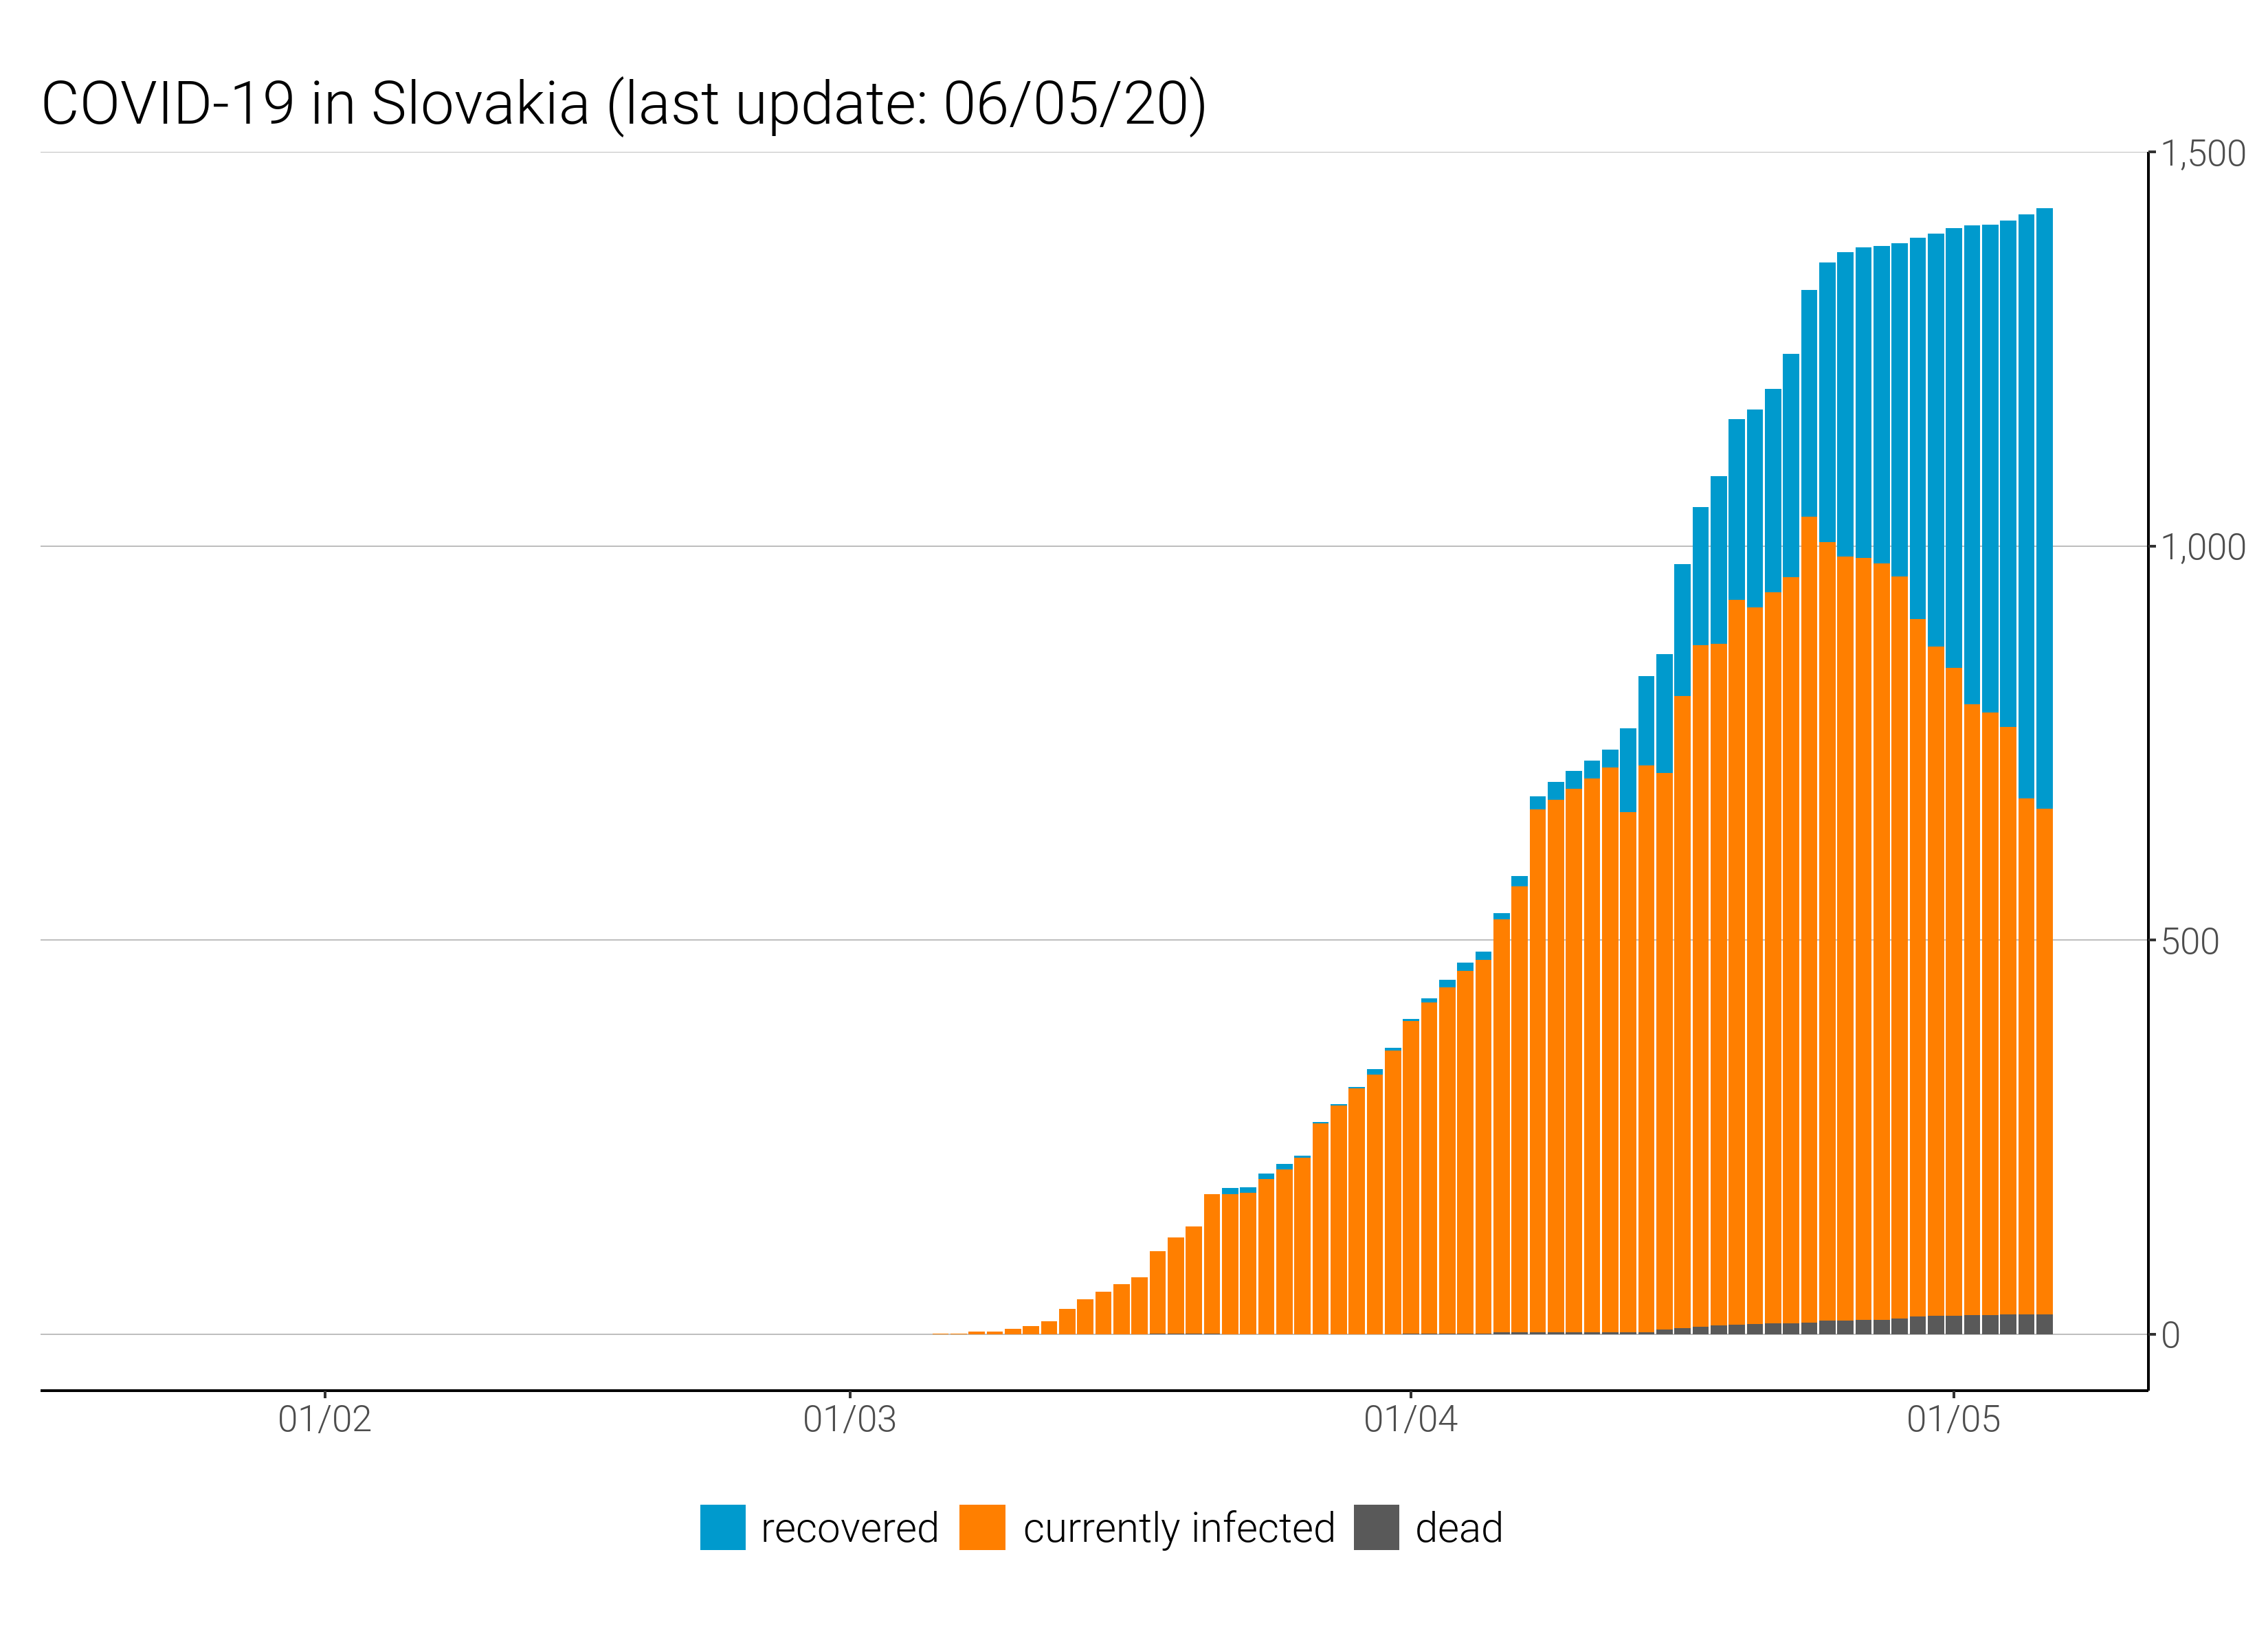 COVID-19 in Slovakia (last update: 06/05/20)
1,500
1,000
500
0
01/02 01/03 01/04 01/05
recovered currently infected dead